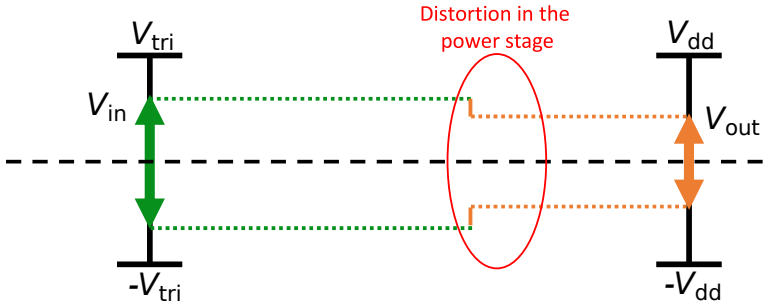 Distortion in the
power stage
Vtri
Vdd
Vin
Vout
-Vtri
-Vdd